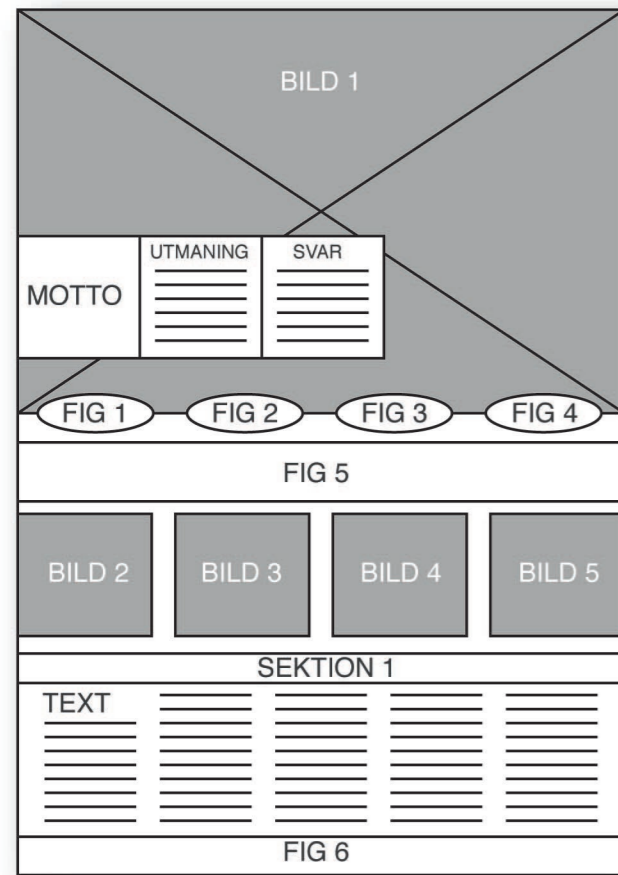 BILD 1
UTMANING SVAR
MOTTO
FIG 1 FIG 2 FIG 3 FIG 4
FIG 5
BILD 2 BILD 3 BILD 4 BILD 5
SEKTION 1
TEXT
FIG 6